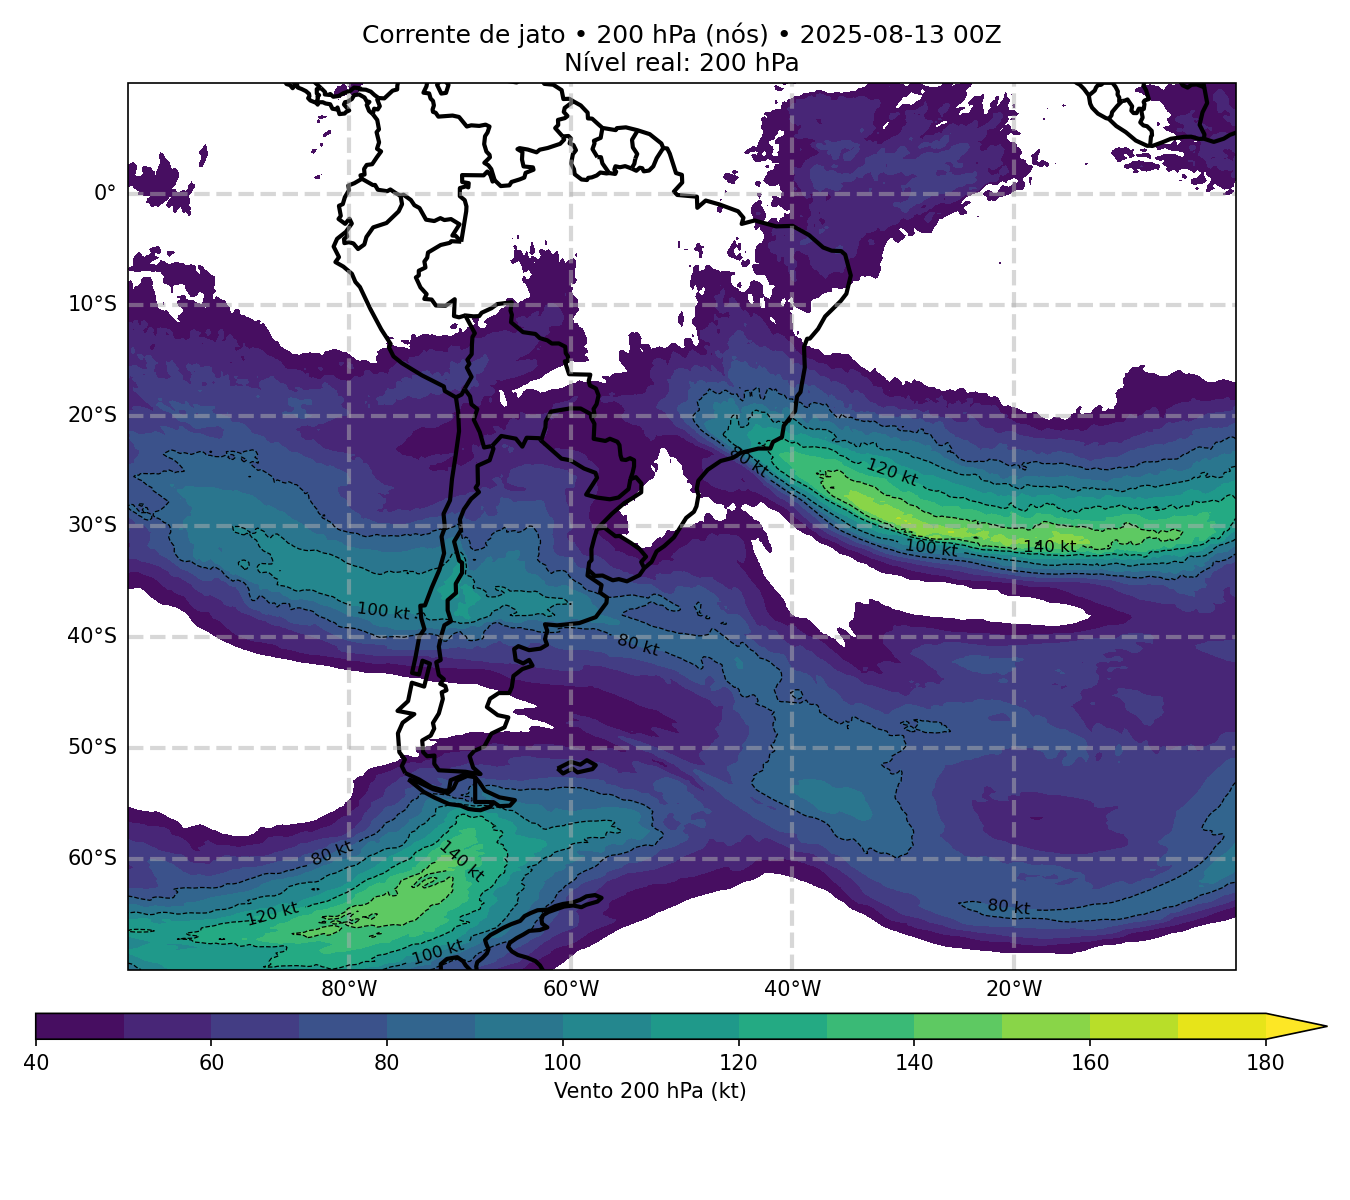 Corrente de jato • 200 hPa (nós) • 2025-08-13 00Z
Nível real: 200 hPa
0°
10°S
20°S
30°S
40°S
50°S
60°S
80 kt
120 kt
100 kt
140 kt
100 kt
80 kt
140 kt
80 kt
120 kt
100 kt
80 kt
80°W
60°W
40°W
20°W
40
60
80
100
120
140
160
180
Vento 200 hPa (kt)